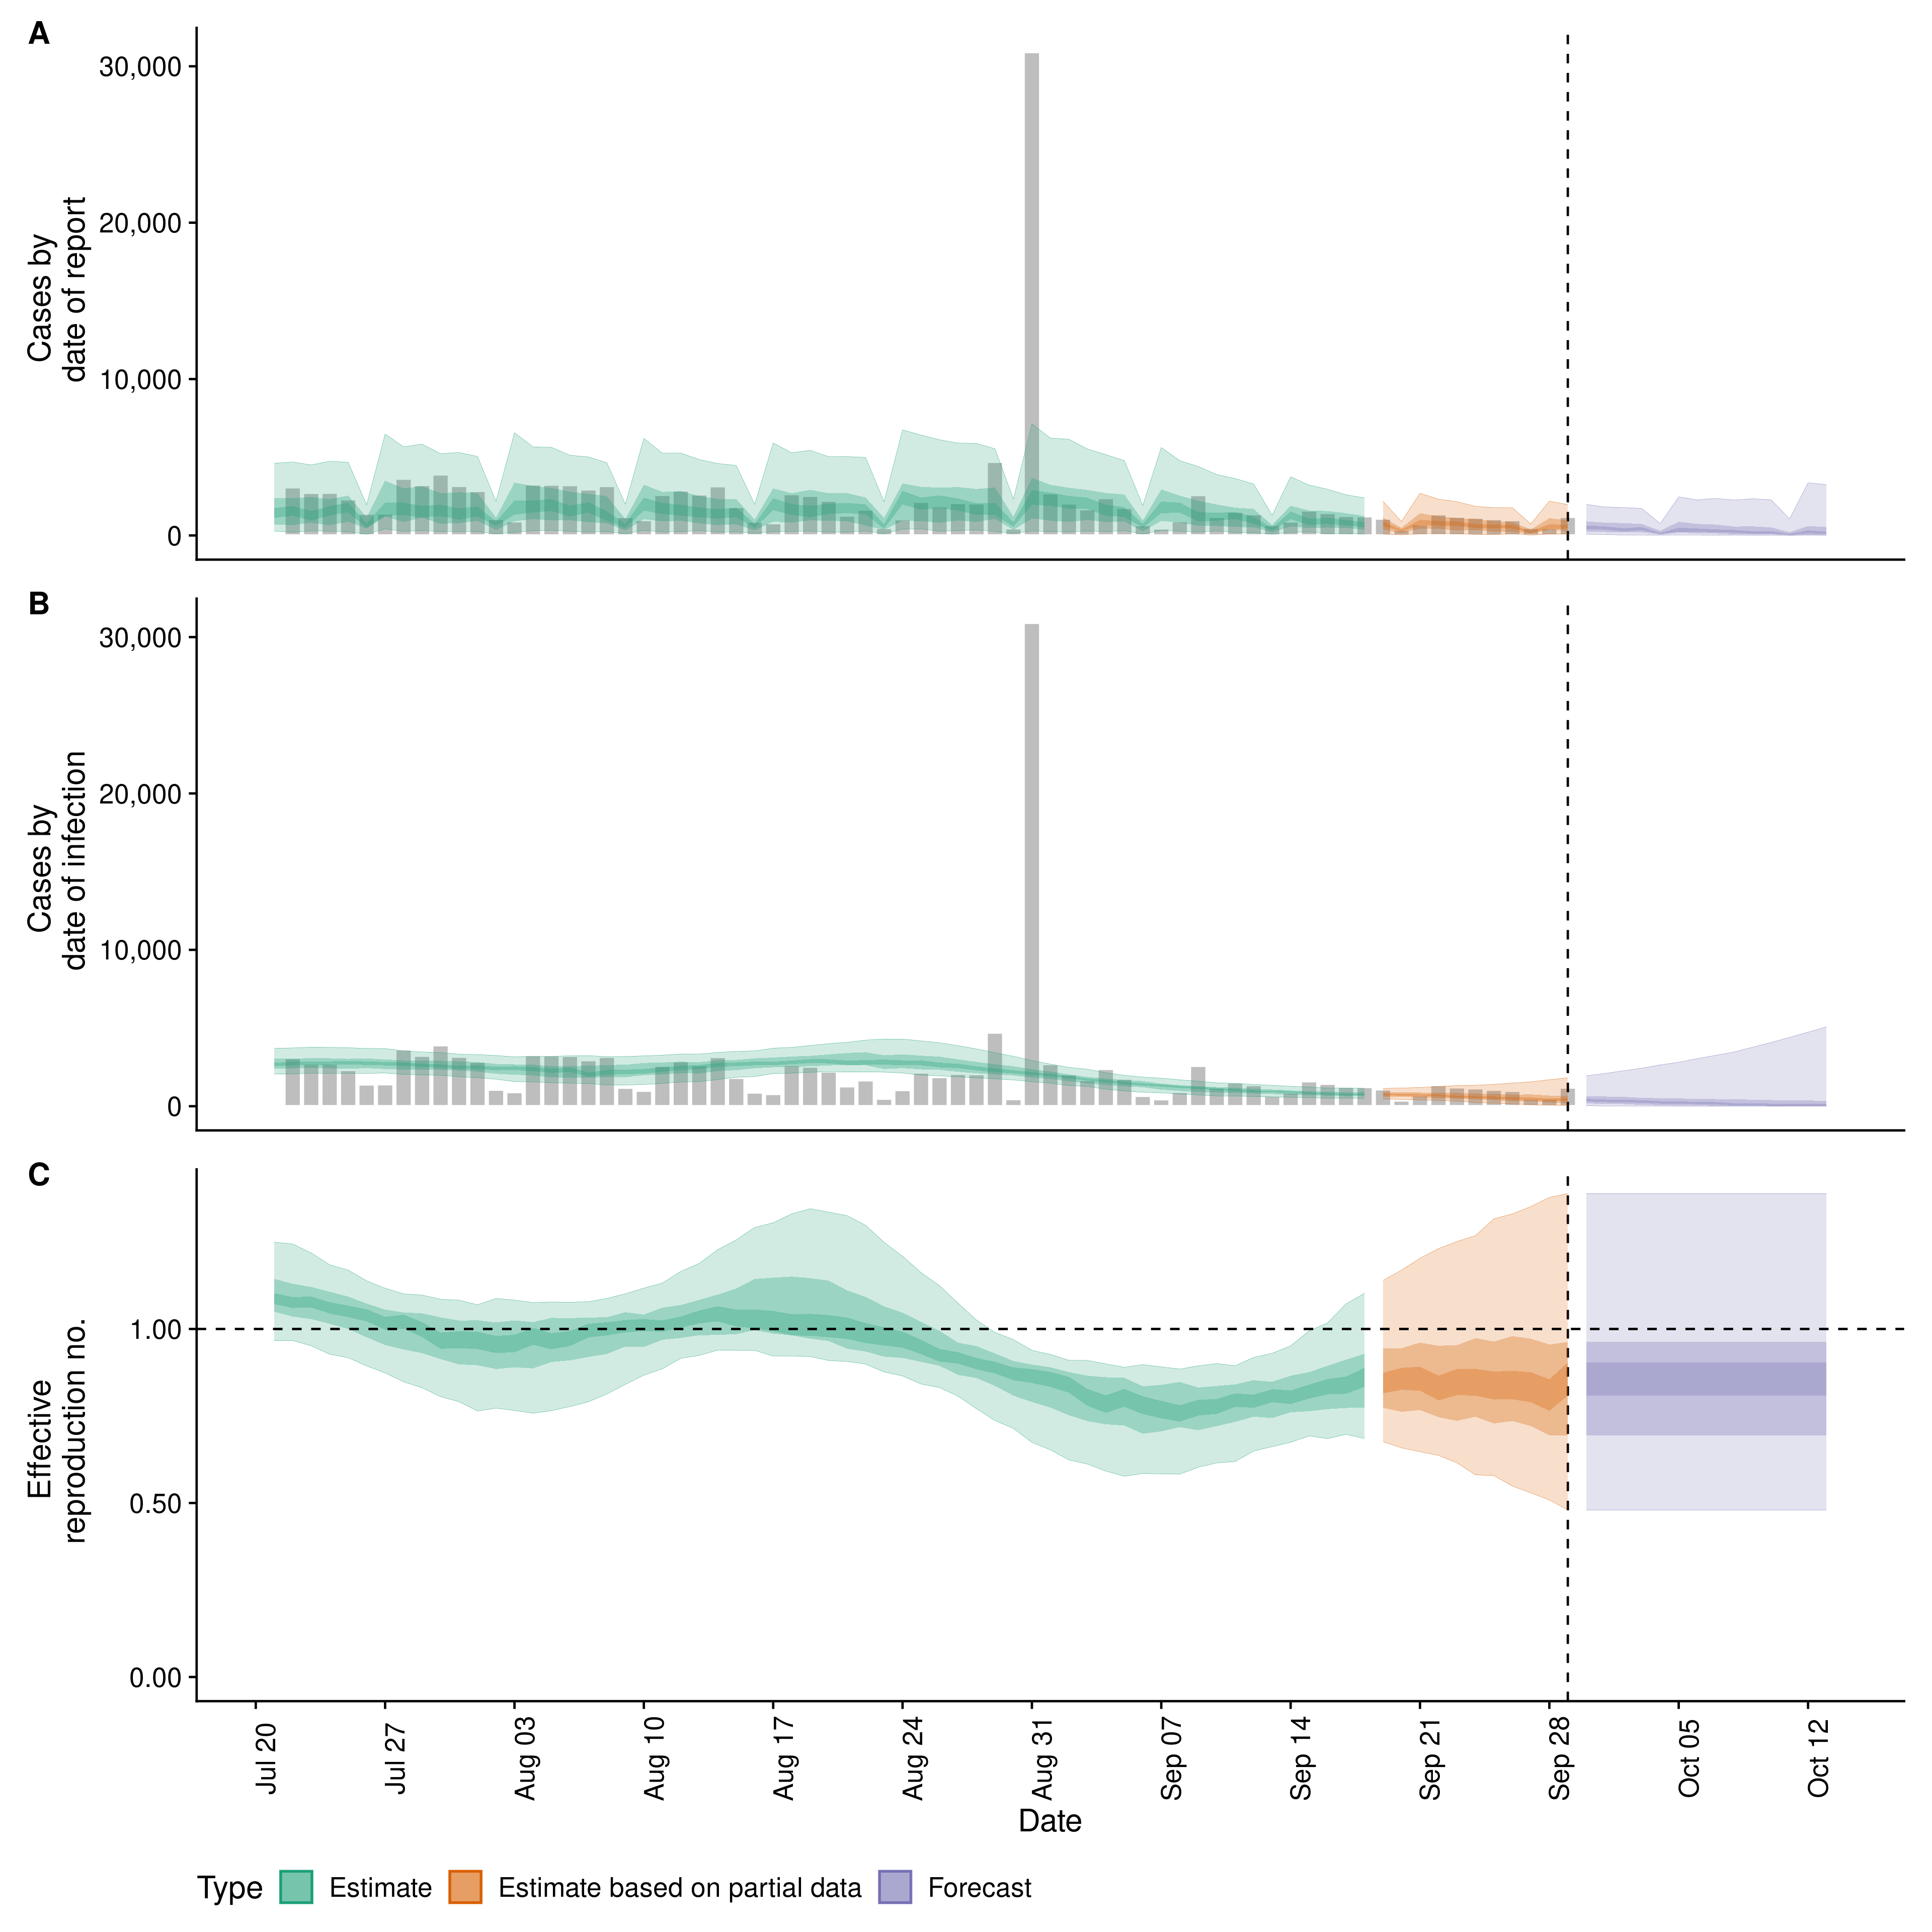 A
Cases by
date of report
30,000
20,000
10,000
0
B
Cases by
date of infection
30,000
20,000
10,000
0
C
Effective
reproduction no.
1.00
0.50
0.00
Jul 20
Jul 27
Aug 03
Aug 10
Aug 17
Aug 24
Aug 31
Sep 07
Sep 14
Sep 21
Sep 28
Oct 05
Oct 12
Date
Type Estimate Estimate based on partial data Forecast